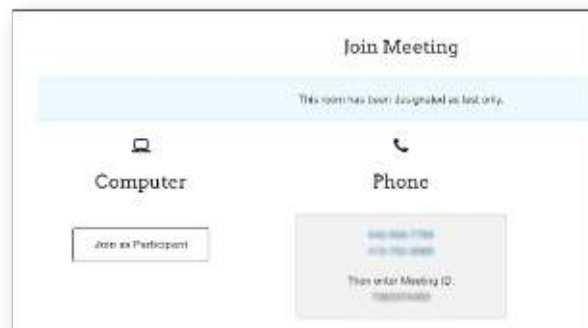 Join Meeting
This room has been designated as test only.
Computer
Phone
Join as Participant
Then enter Meeting ID: